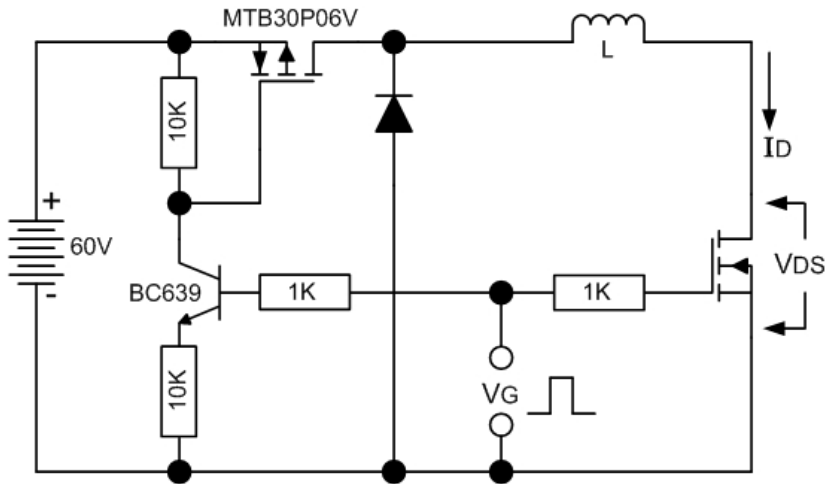 MTB30P06V
L
10K
ID
+
60V
-
VDS
BC639
1K
1K
10K
VG